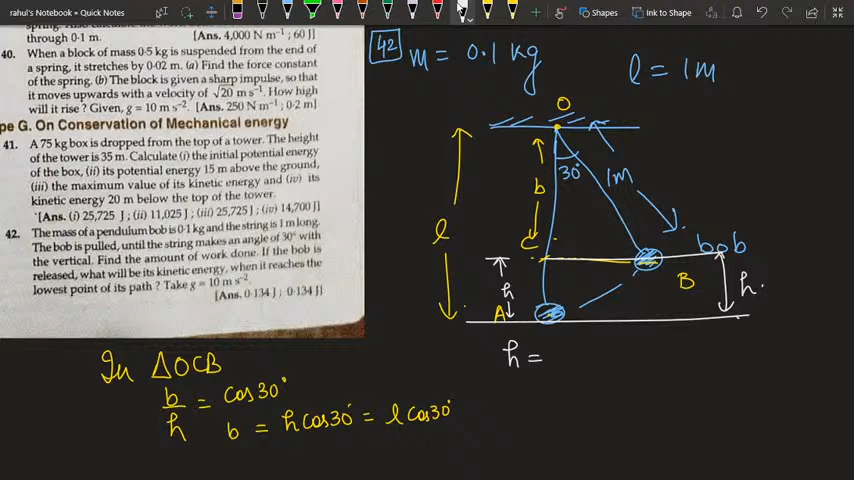 rahul's Notebook » Quick Notes
Shapes
Ink to Shape
through 0·1 m. [Ans. 4,000 N m⁻¹ ; 60 J]
40. When a block of mass 0·5 kg is suspended from the end of
a spring, it stretches by 0·02 m. (a) Find the force constant
of the spring. (b) The block is given a sharp impulse, so that
it moves upwards with a velocity of √20 m s⁻¹. How high
will it rise ? Given, g = 10 m s⁻². [Ans. 250 N m⁻¹ ; 0·2 m]
pe G. On Conservation of Mechanical energy
41. A 75 kg box is dropped from the top of a tower. The height
of the tower is 35 m. Calculate (i) the initial potential energy
of the box, (ii) its potential energy 15 m above the ground,
(iii) the maximum value of its kinetic energy and (iv) its
kinetic energy 20 m below the top of the tower.
[Ans. (i) 25,725 J ; (ii) 11,025 J ; (iii) 25,725 J ; (iv) 14,700 J]
42. The mass of a pendulum bob is 0·1 kg and the string is 1 m long.
The bob is pulled, until the string makes an angle of 30° with
the vertical. Find the amount of work done. If the bob is
released, what will be its kinetic energy, when it reaches the
lowest point of its path ? Take g = 10 m s⁻².
[Ans. 0·134 J ; 0·134 J]
42 m = 0.1 kg
l = 1m
O
30°
1m
b
l
C
bob
h
B
h.
A
h =
In △OCB
b/h = cos30°
b = hcos30° = lcos30°